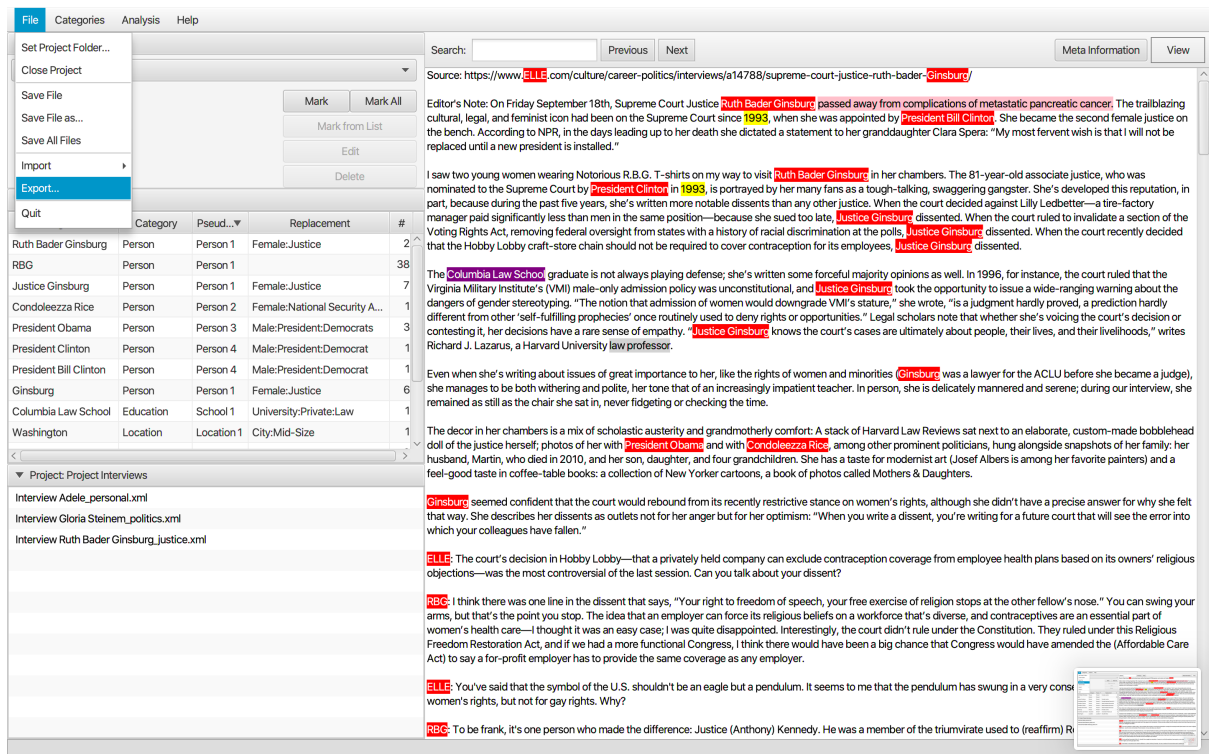 File Categories Analysis Help
Set Project Folder...
Close Project
Save File
Save File as...
Save All Files
Import
Export...
Quit
Mark Mark All
Mark from List
Edit
Delete
Category Pseud... Replacement #
Ruth Bader Ginsburg Person Person 1 Female:Justice 2
RBG Person Person 1 38
Justice Ginsburg Person Person 1 Female:Justice 7
Condoleezza Rice Person Person 2 Female:National Security A... 1
President Obama Person Person 3 Male:President:Democrats 3
President Clinton Person Person 4 Male:President:Democrat 1
President Bill Clinton Person Person 4 Male:President:Democrat 1
Ginsburg Person Person 1 Female:Justice 6
Columbia Law School Education School 1 University:Private:Law 1
Washington Location Location 1 City:Mid-Size 1
Project: Project Interviews
Interview Adele_personal.xml
Interview Gloria Steinem_politics.xml
Interview Ruth Bader Ginsburg_justice.xml
Search: Previous Next Meta Information View
Source: https://www.ELLE.com/culture/career-politics/interviews/a14788/supreme-court-justice-ruth-bader-Ginsburg/
Editor's Note: On Friday September 18th, Supreme Court Justice Ruth Bader Ginsburg passed away from complications of metastatic pancreatic cancer. The trailblazing
cultural, legal, and feminist icon had been on the Supreme Court since 1993, when she was appointed by President Bill Clinton. She became the second female justice on
the bench. According to NPR, in the days leading up to her death she dictated a statement to her granddaughter Clara Spera: “My most fervent wish is that I will not be
replaced until a new president is installed.”
I saw two young women wearing Notorious R.B.G. T-shirts on my way to visit Ruth Bader Ginsburg in her chambers. The 81-year-old associate justice, who was
nominated to the Supreme Court by President Clinton in 1993, is portrayed by her many fans as a tough-talking, swaggering gangster. She’s developed this reputation, in
part, because during the past five years, she’s written more notable dissents than any other justice. When the court decided against Lilly Ledbetter—a tire-factory
manager paid significantly less than men in the same position—because she sued too late, Justice Ginsburg dissented. When the court ruled to invalidate a section of the
Voting Rights Act, removing federal oversight from states with a history of racial discrimination at the polls, Justice Ginsburg dissented. When the court recently decided
that the Hobby Lobby craft-store chain should not be required to cover contraception for its employees, Justice Ginsburg dissented.
The Columbia Law School graduate is not always playing defense; she’s written some forceful majority opinions as well. In 1996, for instance, the court ruled that the
Virginia Military Institute’s (VMI) male-only admission policy was unconstitutional, and Justice Ginsburg took the opportunity to issue a wide-ranging warning about the
dangers of gender stereotyping. “The notion that admission of women would downgrade VMI’s stature,” she wrote, “is a judgment hardly proved, a prediction hardly
different from other ‘self-fulfilling prophecies’ once routinely used to deny rights or opportunities.” Legal scholars note that whether she’s voicing the court’s decision or
contesting it, her decisions have a rare sense of empathy. “Justice Ginsburg knows the court’s cases are ultimately about people, their lives, and their livelihoods,” writes
Richard J. Lazarus, a Harvard University law professor.
Even when she’s writing about issues of great importance to her, like the rights of women and minorities (Ginsburg was a lawyer for the ACLU before she became a judge),
she manages to be both withering and polite, her tone that of an increasingly impatient teacher. In person, she is delicately mannered and serene; during our interview, she
remained as still as the chair she sat in, never fidgeting or checking the time.
The decor in her chambers is a mix of scholastic austerity and grandmotherly comfort: A stack of Harvard Law Reviews sat next to an elaborate, custom-made bobblehead
doll of the justice herself; photos of her with President Obama and with Condoleezza Rice, among other prominent politicians, hung alongside snapshots of her family: her
husband, Martin, who died in 2010, and her son, daughter, and four grandchildren. She has a taste for modernist art (Josef Albers is among her favorite painters) and a
feel-good taste in coffee-table books: a collection of New Yorker cartoons, a book of photos called Mothers & Daughters.
Ginsburg seemed confident that the court would rebound from its recently restrictive stance on women’s rights, although she didn’t have a precise answer for why she felt
that way. She describes her dissents as outlets not for her anger but for her optimism: “When you write a dissent, you’re writing for a future court that will see the error into
which your colleagues have fallen.”
ELLE: The court’s decision in Hobby Lobby—that a privately held company can exclude contraception coverage from employee health plans based on its owners’ religious
objections—was the most controversial of the last session. Can you talk about your dissent?
RBG: I think there was one line in the dissent that says, “Your right to freedom of speech, your free exercise of religion stops at the other fellow’s nose.” You can swing your
arms, but that’s the point you stop. The idea that an employer can force its religious beliefs on a workforce that’s diverse, and contraceptives are an essential part of
women’s health care—I thought it was an easy case; I was quite disappointed. Interestingly, the court didn’t rule under the Constitution. They ruled under this Religious
Freedom Restoration Act, and if we had a more functional Congress, I think there would have been a big chance that Congress would have amended the (Affordable Care
Act) to say a for-profit employer has to provide the same coverage as any employer.
ELLE: You’ve said that the symbol of the U.S. shouldn't be an eagle but a pendulum. It seems to me that the pendulum has swung in a very conse
women’s rights, but not for gay rights. Why?
RBG: To be frank, it’s one person who made the difference: Justice (Anthony) Kennedy. He was a member of the triumvirate used to (reaffirm) R